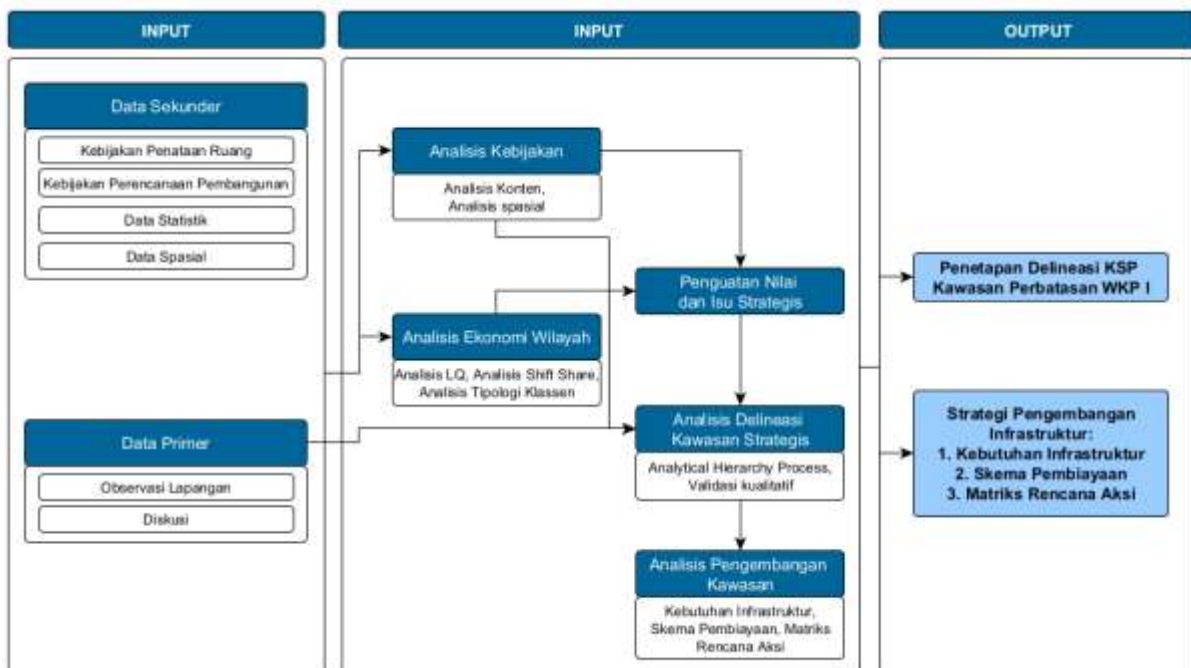 INPUT
Data Sekunder
Kebijakan Penataan Ruang
Kebijakan Perencanaan Pembangunan
Data Statistik
Data Spasial
Data Primer
Observasi Lapangan
Diskusi
INPUT
Analisis Kebijakan
Analisis Konten,
Analisis spasial
Penguatan Nilai
dan Isu Strategis
Analisis Ekonomi Wilayah
Analisis LQ, Analisis Shift Share,
Analisis Tipologi Klassen
Analisis Delineasi
Kawasan Strategis
Analytical Hierarchy Process,
Validasi kualitatif
Analisis Pengembangan
Kawasan
Kebutuhan Infrastruktur,
Skema Pembiayaan, Matriks
Rencana Aksi
OUTPUT
Penetapan Delineasi KSP
Kawasan Perbatasan WKP I
Strategi Pengembangan
Infrastruktur:
1. Kebutuhan Infrastruktur
2. Skema Pembiayaan
3. Matriks Rencana Aksi